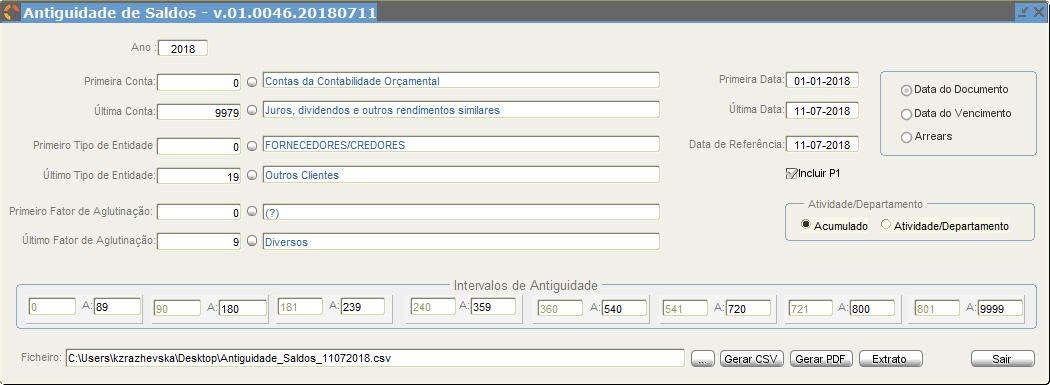 Antiguidade de Saldos - v.01.0046.20180711
Ano : 2018
Primeira Conta: 0 Contas da Contabilidade Orçamental
Última Conta: 9979 Juros, dividendos e outros rendimentos similares
Primeiro Tipo de Entidade 0 FORNECEDORES/CREDORES
Último Tipo de Entidade: 19 Outros Clientes
Primeiro Fator de Aglutinação: 0 (?)
Último Fator de Aglutinação: 9 Diversos
Primeira Data: 01-01-2018
Última Data: 11-07-2018
Data de Referência: 11-07-2018
Incluir P1
Data do Documento
Data do Vencimento
Arrears
Atividade/Departamento
Acumulado Atividade/Departamento
Intervalos de Antiguidade
0 A: 89 90 A: 180 181 A: 239 240 A: 359 360 A: 540 541 A: 720 721 A: 800 801 A: 9999
Ficheiro: C:\Users\kzrazhevska\Desktop\Antiguidade_Saldos_11072018.csv ... Gerar CSV Gerar PDF Extrato Sair